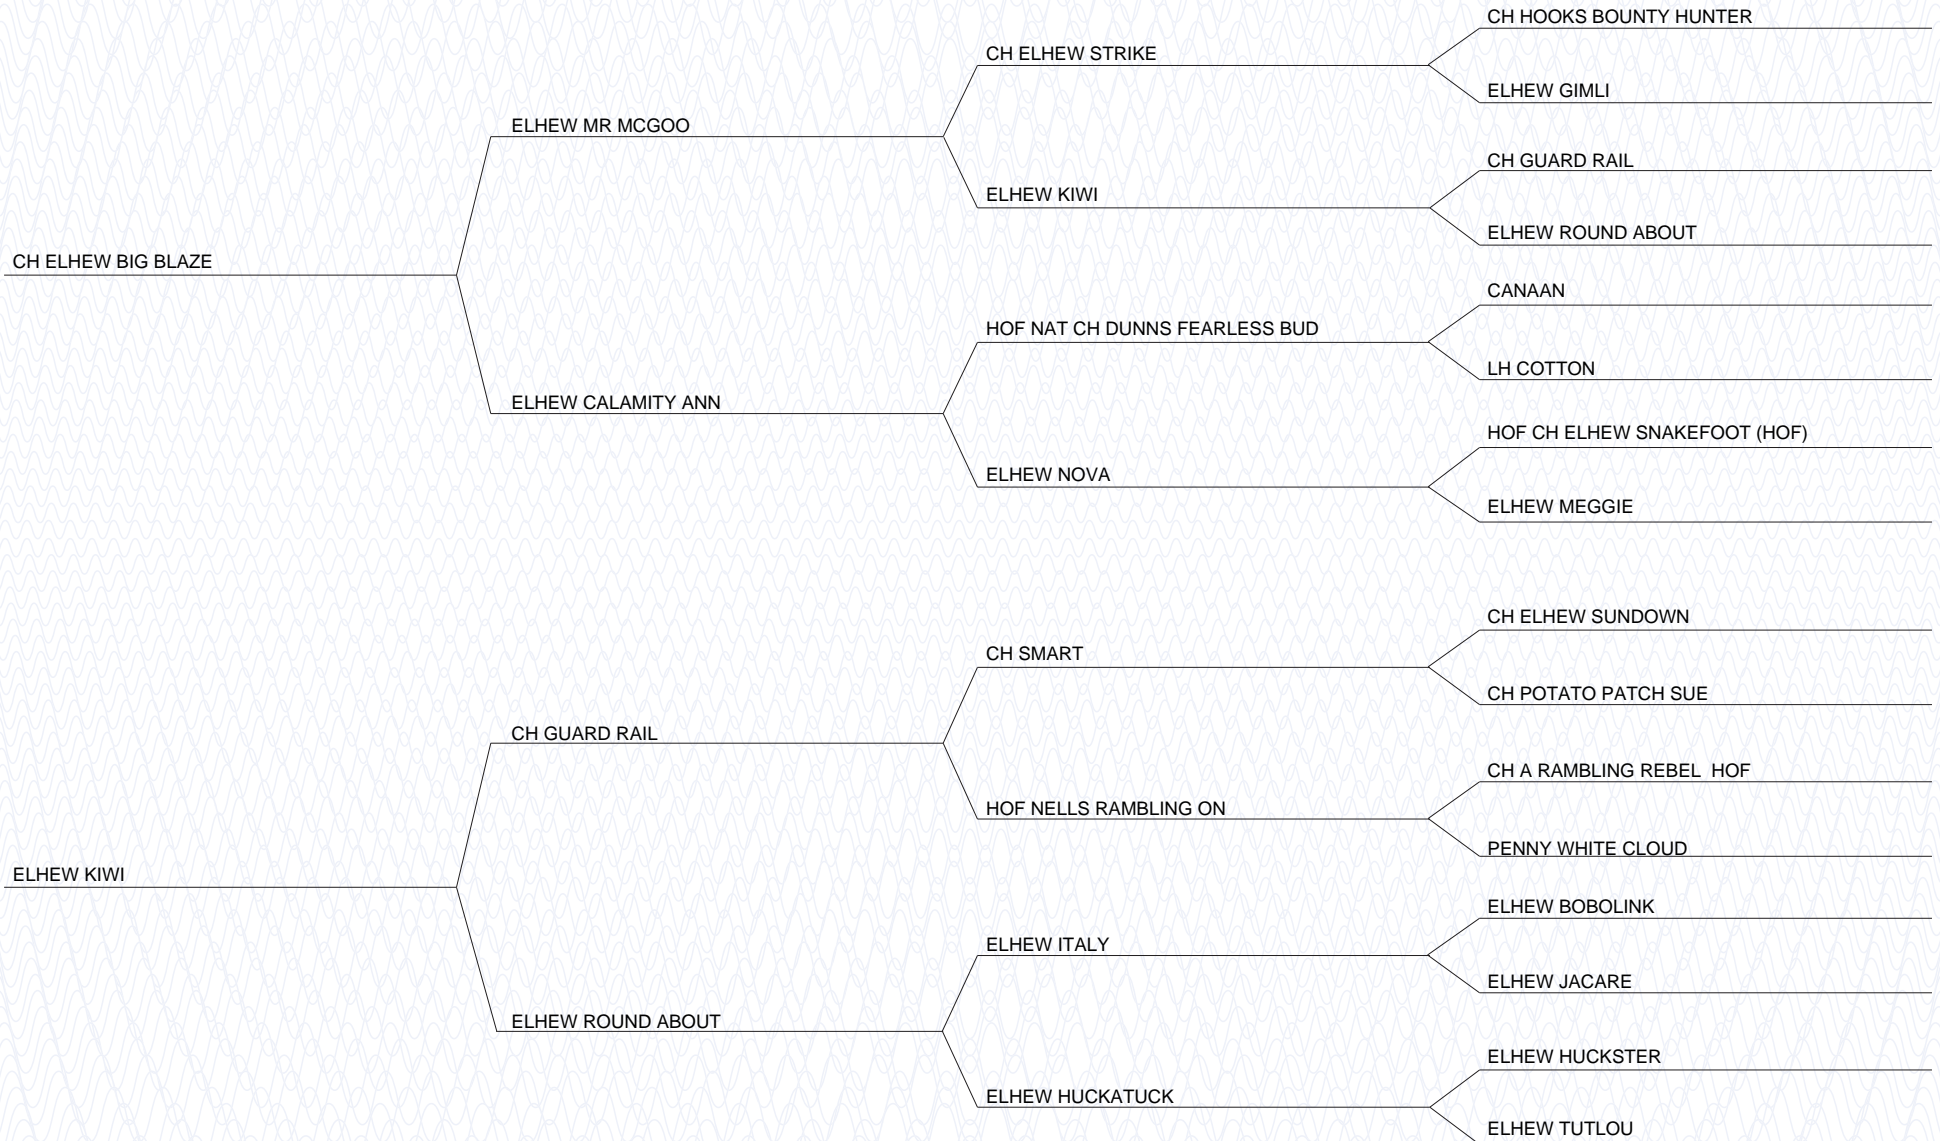 CH HOOKS BOUNTY HUNTER
CH ELHEW STRIKE
ELHEW GIMLI
ELHEW MR MCGOO
CH GUARD RAIL
ELHEW KIWI
ELHEW ROUND ABOUT
CH ELHEW BIG BLAZE
CANAAN
HOF NAT CH DUNNS FEARLESS BUD
LH COTTON
ELHEW CALAMITY ANN
HOF CH ELHEW SNAKEFOOT (HOF)
ELHEW NOVA
ELHEW MEGGIE
CH ELHEW SUNDOWN
CH SMART
CH POTATO PATCH SUE
CH GUARD RAIL
CH A RAMBLING REBEL  HOF
HOF NELLS RAMBLING ON
PENNY WHITE CLOUD
ELHEW KIWI
ELHEW BOBOLINK
ELHEW ITALY
ELHEW JACARE
ELHEW ROUND ABOUT
ELHEW HUCKSTER
ELHEW HUCKATUCK
ELHEW TUTLOU